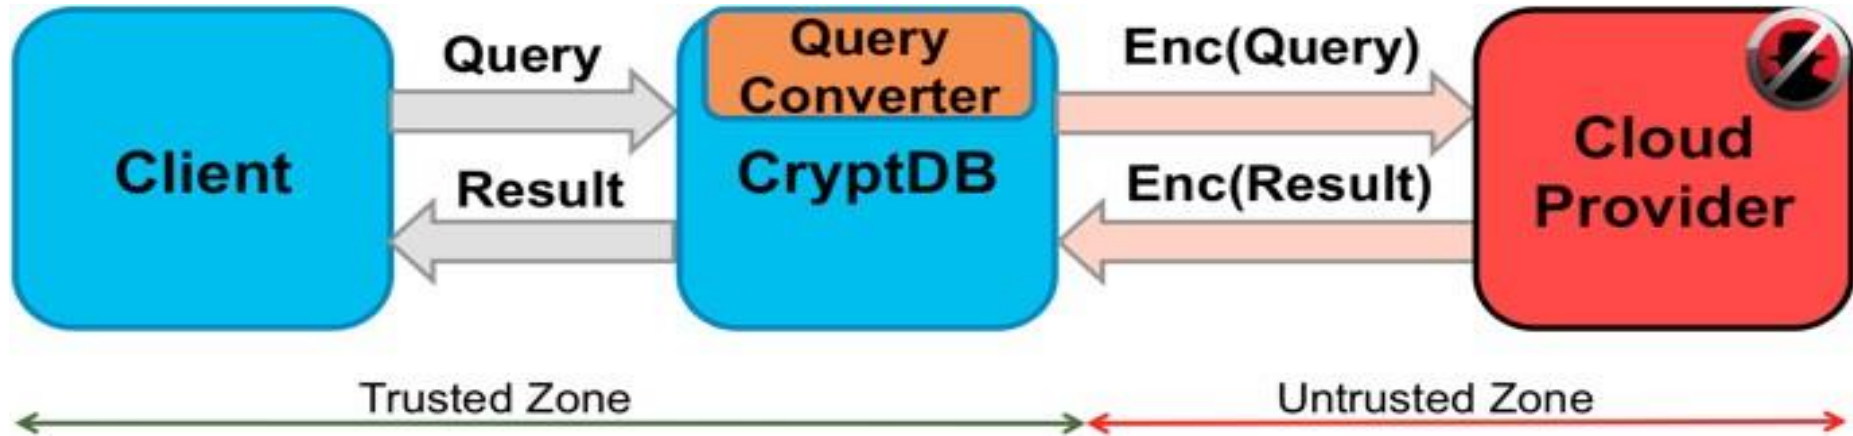 Client
Query
Result
Query
Converter
CryptDB
Enc(Query)
Enc(Result)
Cloud
Provider
Trusted Zone
Untrusted Zone